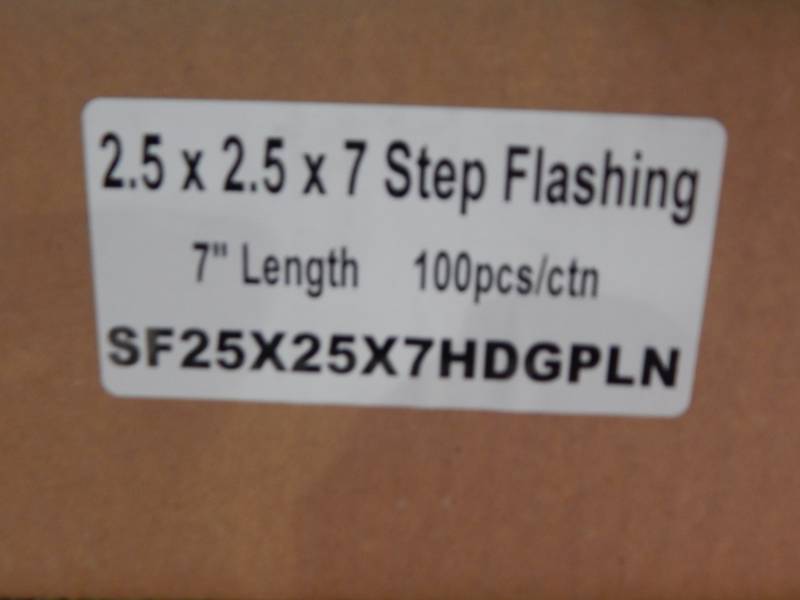 2.5 x 2.5 x 7 Step Flashing
7" Length 100pcs/ctn
SF25X25X7HDGPLN